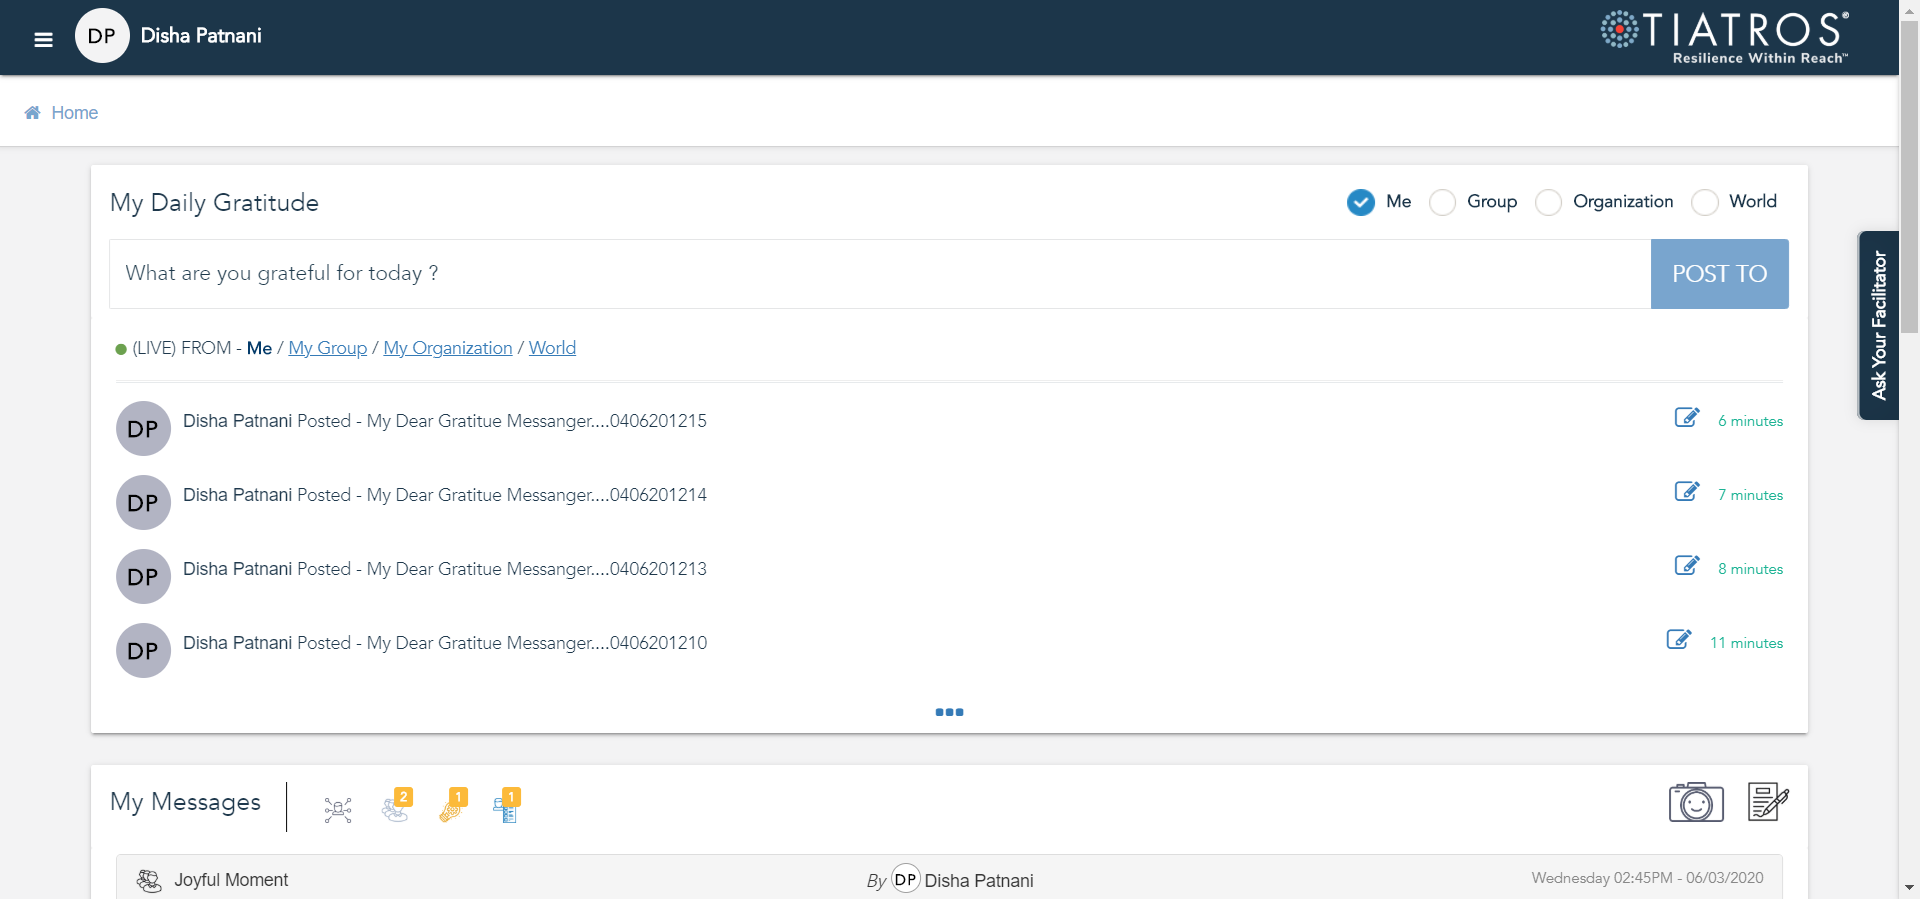 DP Disha Patnani
TIATROS®
Resilience Within Reach™
Home
My Daily Gratitude
Me Group Organization World
What are you grateful for today ?
POST TO
Ask Your Facilitator
(LIVE) FROM - Me / My Group / My Organization / World
DP Disha Patnani Posted - My Dear Gratitue Messanger....0406201215 6 minutes
DP Disha Patnani Posted - My Dear Gratitue Messanger....0406201214 7 minutes
DP Disha Patnani Posted - My Dear Gratitue Messanger....0406201213 8 minutes
DP Disha Patnani Posted - My Dear Gratitue Messanger....0406201210 11 minutes
My Messages 2 1 1
Joyful Moment By DP Disha Patnani Wednesday 02:45PM - 06/03/2020